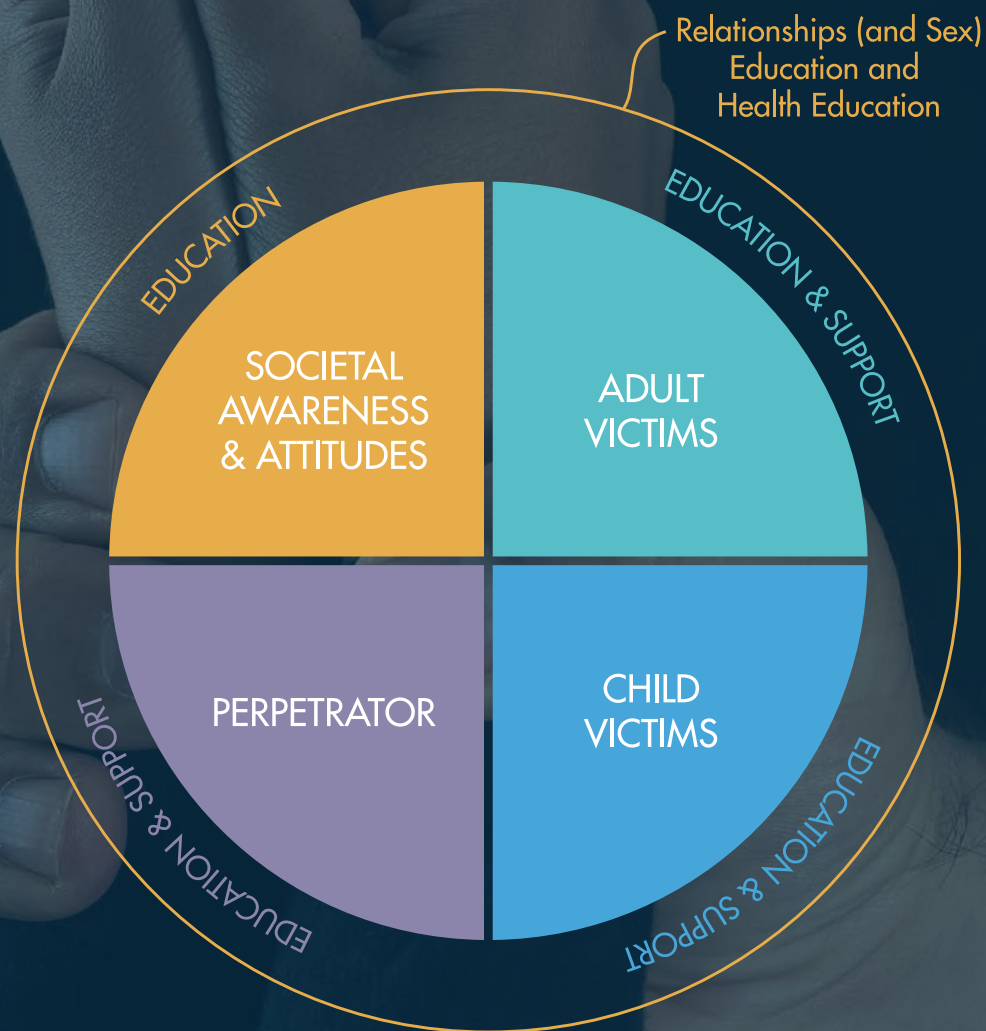 Relationships (and Sex)
Education and
Health Education
EDUCATION
EDUCATION & SUPPORT
SOCIETAL
AWARENESS
& ATTITUDES
ADULT
VICTIMS
PERPETRATOR
CHILD
VICTIMS
EDUCATION & SUPPORT
EDUCATION & SUPPORT